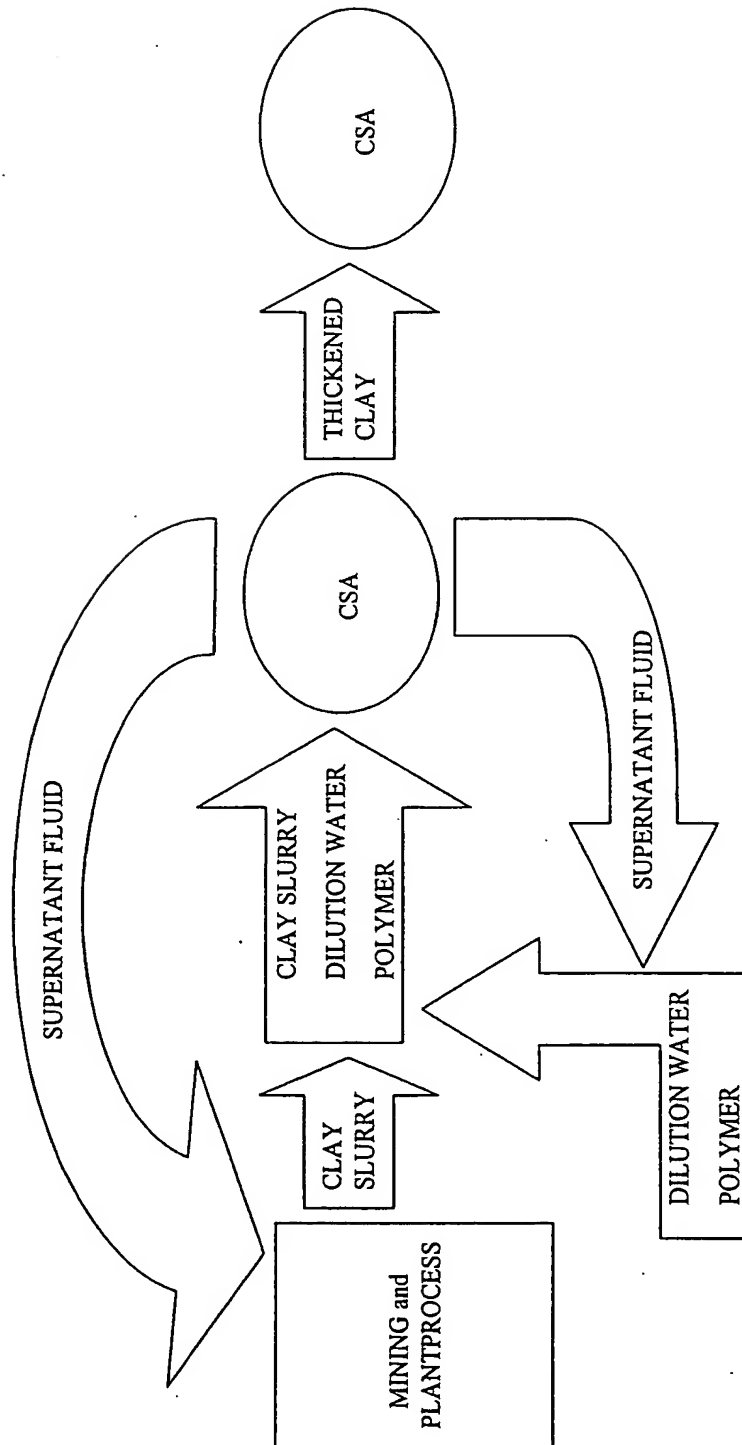 SUPERNATANT FLUID
MINING and
PLANTPROCESS
CLAY
SLURRY
CLAY SLURRY
DILUTION WATER
POLYMER
CSA
THICKENED
CLAY
CSA
SUPERNATANT FLUID
DILUTION WATER
POLYMER